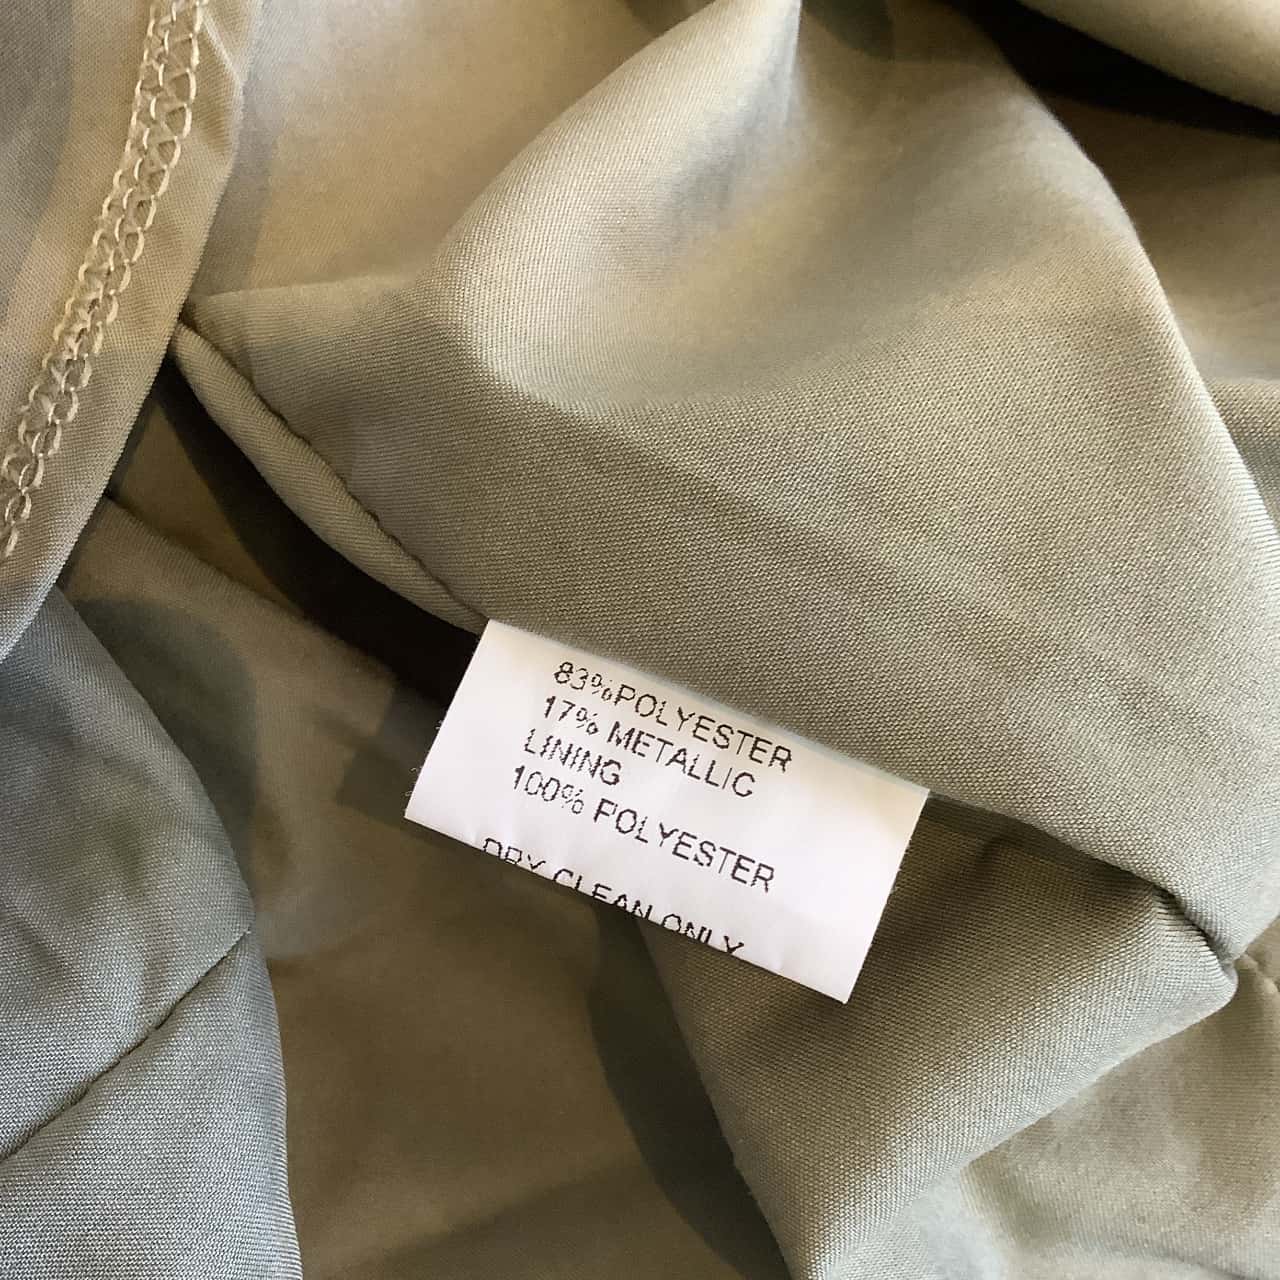 83%POLYESTER
17% METALLIC
LINING
100% POLYESTER
DRY CLEAN ONLY